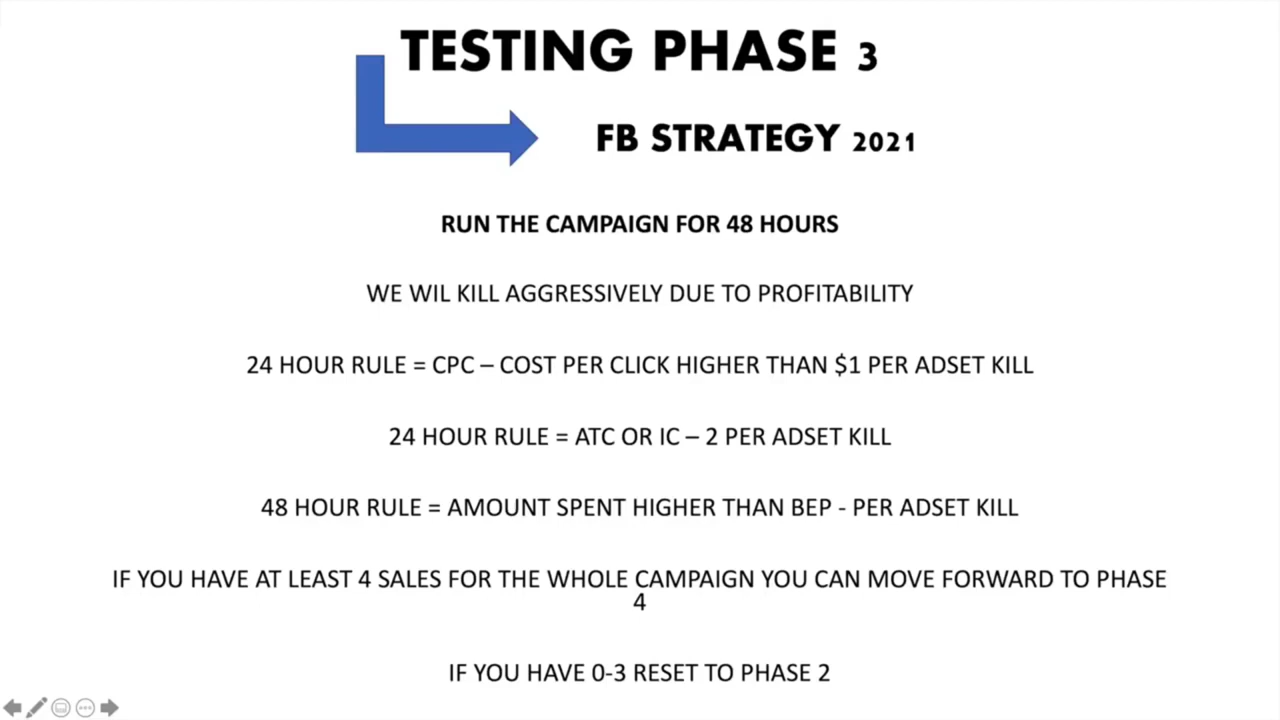 TESTING PHASE 3
FB STRATEGY 2021
RUN THE CAMPAIGN FOR 48 HOURS
WE WIL KILL AGGRESSIVELY DUE TO PROFITABILITY
24 HOUR RULE = CPC – COST PER CLICK HIGHER THAN $1 PER ADSET KILL
24 HOUR RULE = ATC OR IC – 2 PER ADSET KILL
48 HOUR RULE = AMOUNT SPENT HIGHER THAN BEP - PER ADSET KILL
IF YOU HAVE AT LEAST 4 SALES FOR THE WHOLE CAMPAIGN YOU CAN MOVE FORWARD TO PHASE
4
IF YOU HAVE 0-3 RESET TO PHASE 2